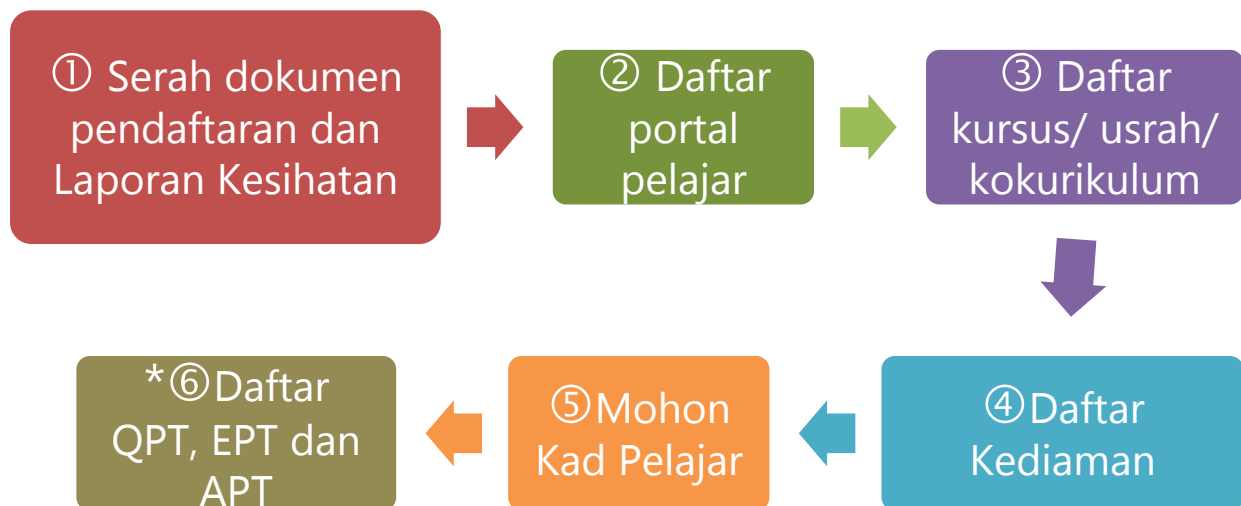 ① Serah dokumen
pendaftaran dan
Laporan Kesihatan
② Daftar
portal
pelajar
③ Daftar
kursus/ usrah/
kokurikulum
④Daftar
Kediaman
⑤Mohon
Kad Pelajar
*⑥Daftar
QPT, EPT dan
APT